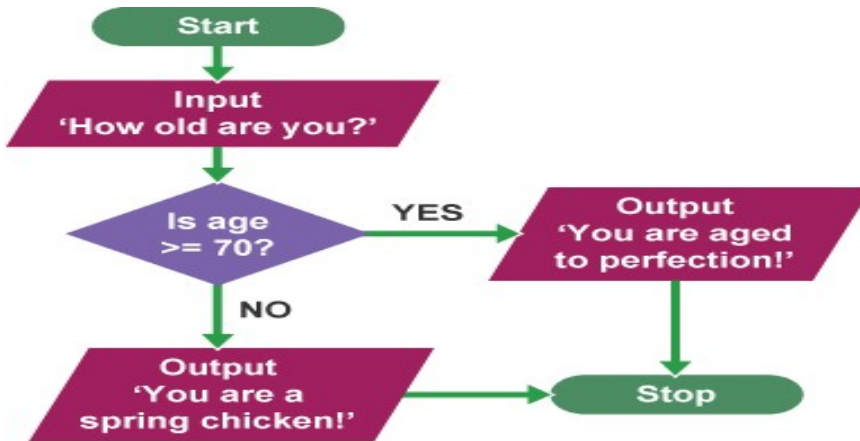 Start
Input
‘How old are you?’
Is age
>= 70?
YES
Output
‘You are aged
to perfection!’
NO
Output
‘You are a
spring chicken!’
Stop